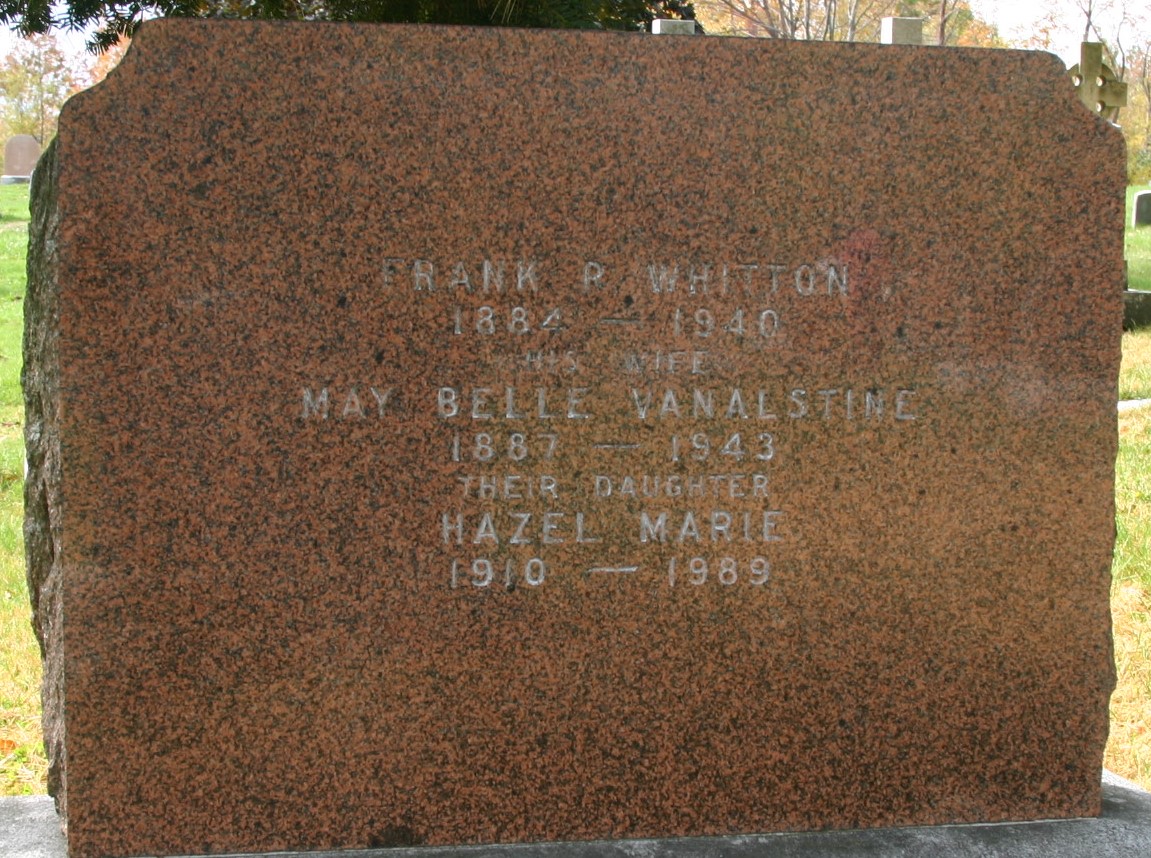 FRANK R. WHITTON
1884 — 1940
HIS WIFE
MAY BELLE VANALSTINE
1887 — 1943
THEIR DAUGHTER
HAZEL MARIE
1910 — 1989